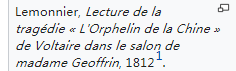 Lemonnier, Lecture de la
tragédie « L'Orphelin de la Chine »
de Voltaire dans le salon de
madame Geoffrin, 1812¹.